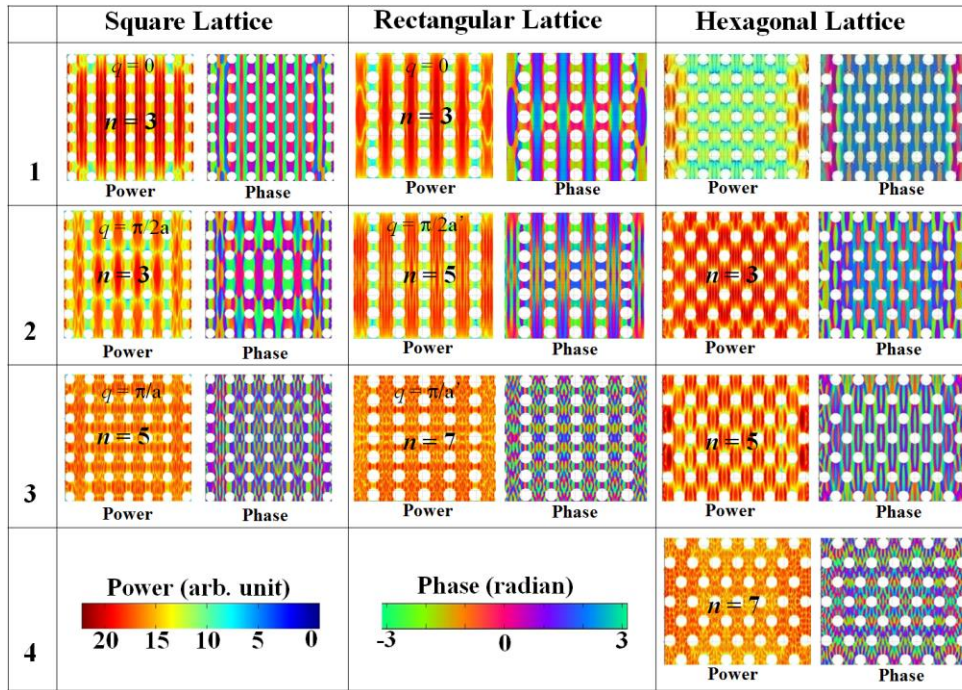 Square Lattice
Rectangular Lattice
Hexagonal Lattice
1
q = 0
n = 3
Power
Phase
q = 0
n = 3
Power
Phase
Power
Phase
2
q = π/2a
n = 3
Power
Phase
q = π/2a'
n = 5
Power
Phase
n = 3
Power
Phase
3
q = π/a
n = 5
Power
Phase
q = π/a'
n = 7
Power
Phase
n = 5
Power
Phase
4
Power (arb. unit)
20 15 10 5 0
Phase (radian)
-3 0 3
n = 7
Power
Phase